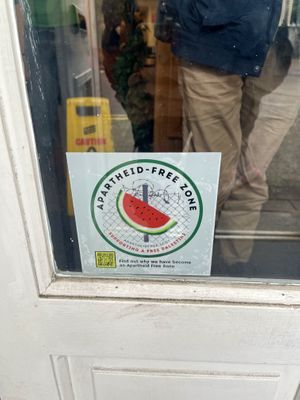 CAUTION
APARTHEID-FREE ZONE
SUPPORTING A FREE PALESTINE
Find out why we have become
an Apartheid Free Zone